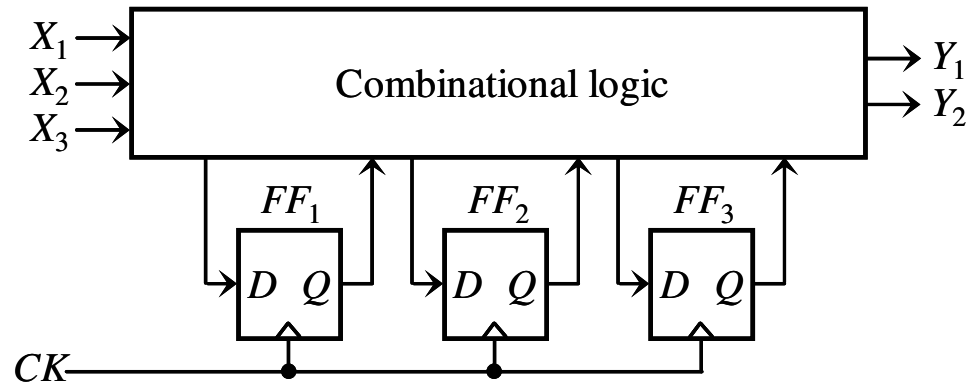 X1
X2
X3
Combinational logic
Y1
Y2
FF1
FF2
FF3
D Q
D Q
D Q
CK